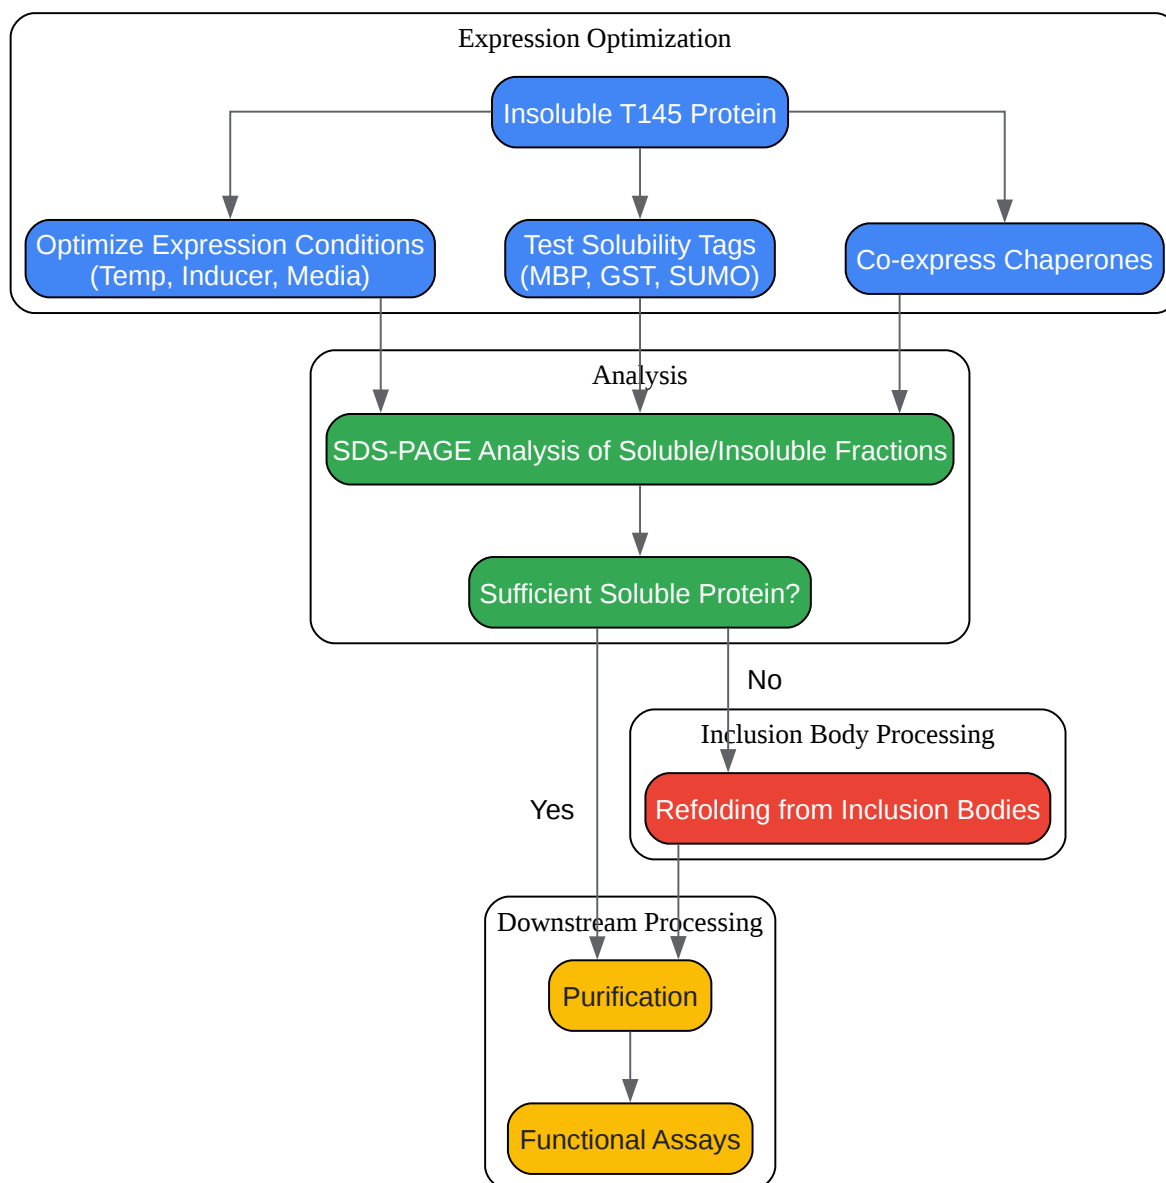 Expression Optimization
Insoluble T145 Protein
Optimize Expression Conditions
(Temp, Inducer, Media)
Test Solubility Tags
(MBP, GST, SUMO)
Co-express Chaperones
Analysis
SDS-PAGE Analysis of Soluble/Insoluble Fractions
Sufficient Soluble Protein?
No
Inclusion Body Processing
Yes
Refolding from Inclusion Bodies
Downstream Processing
Purification
Functional Assays